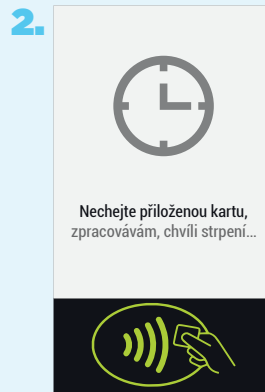 2.
Nechejte přiloženou kartu,
zpracovávám, chvíli strpení...